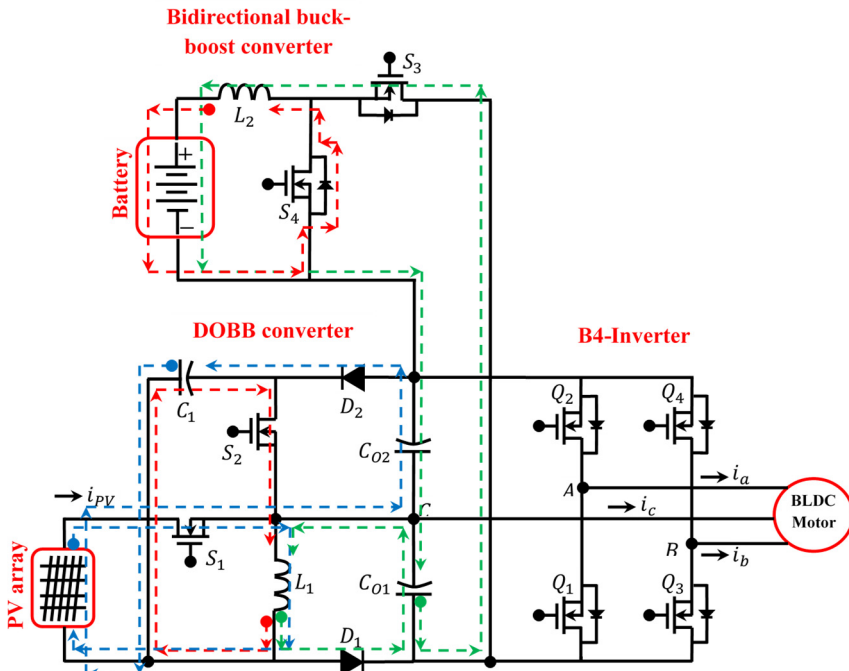 Bidirectional buck-
boost converter
S3
L2
Battery
+
−
S4
DOBB converter
B4-Inverter
C1
D2
Q2
Q4
S2
CO2
iPV
C
A
ia
ic
BLDC
Motor
B
ib
PV array
S1
L1
CO1
Q1
Q3
D1